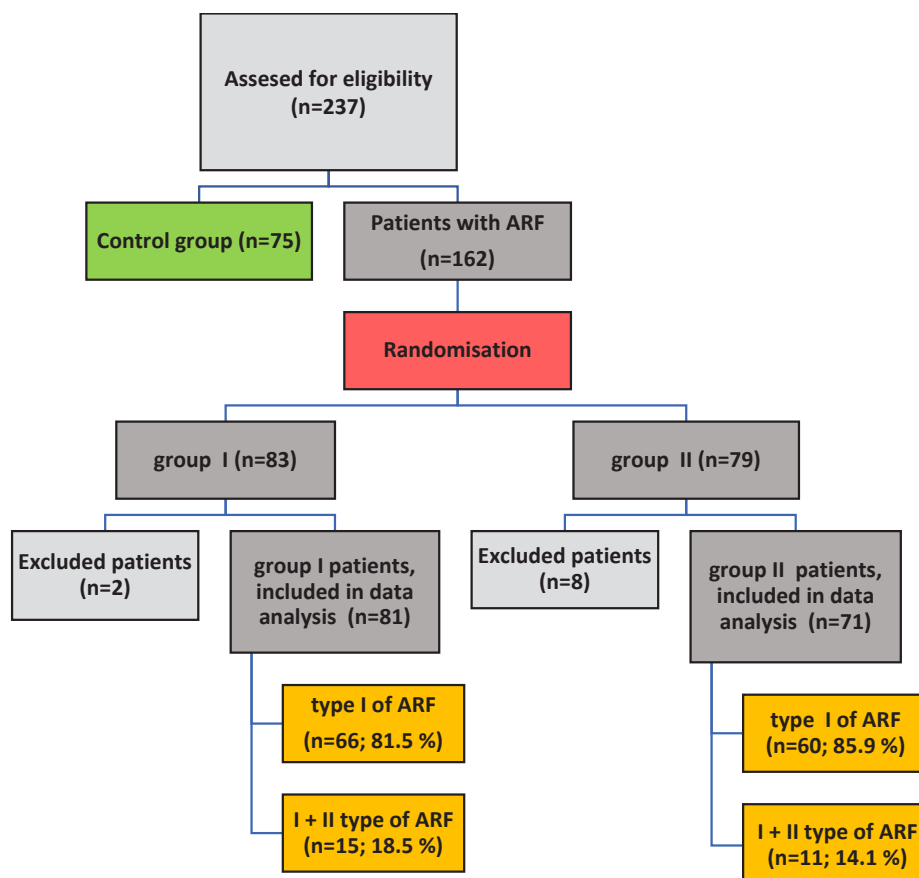 Assesed for eligibility
(n=237)
Control group (n=75)
Patients with ARF
(n=162)
Randomisation
group I (n=83)
group II (n=79)
Excluded patients
(n=2)
group I patients,
included in data
analysis (n=81)
Excluded patients
(n=8)
group II patients,
included in data
analysis (n=71)
type I of ARF
(n=66; 81.5 %)
type I of ARF
(n=60; 85.9 %)
I + II type of ARF
(n=15; 18.5 %)
I + II type of ARF
(n=11; 14.1 %)